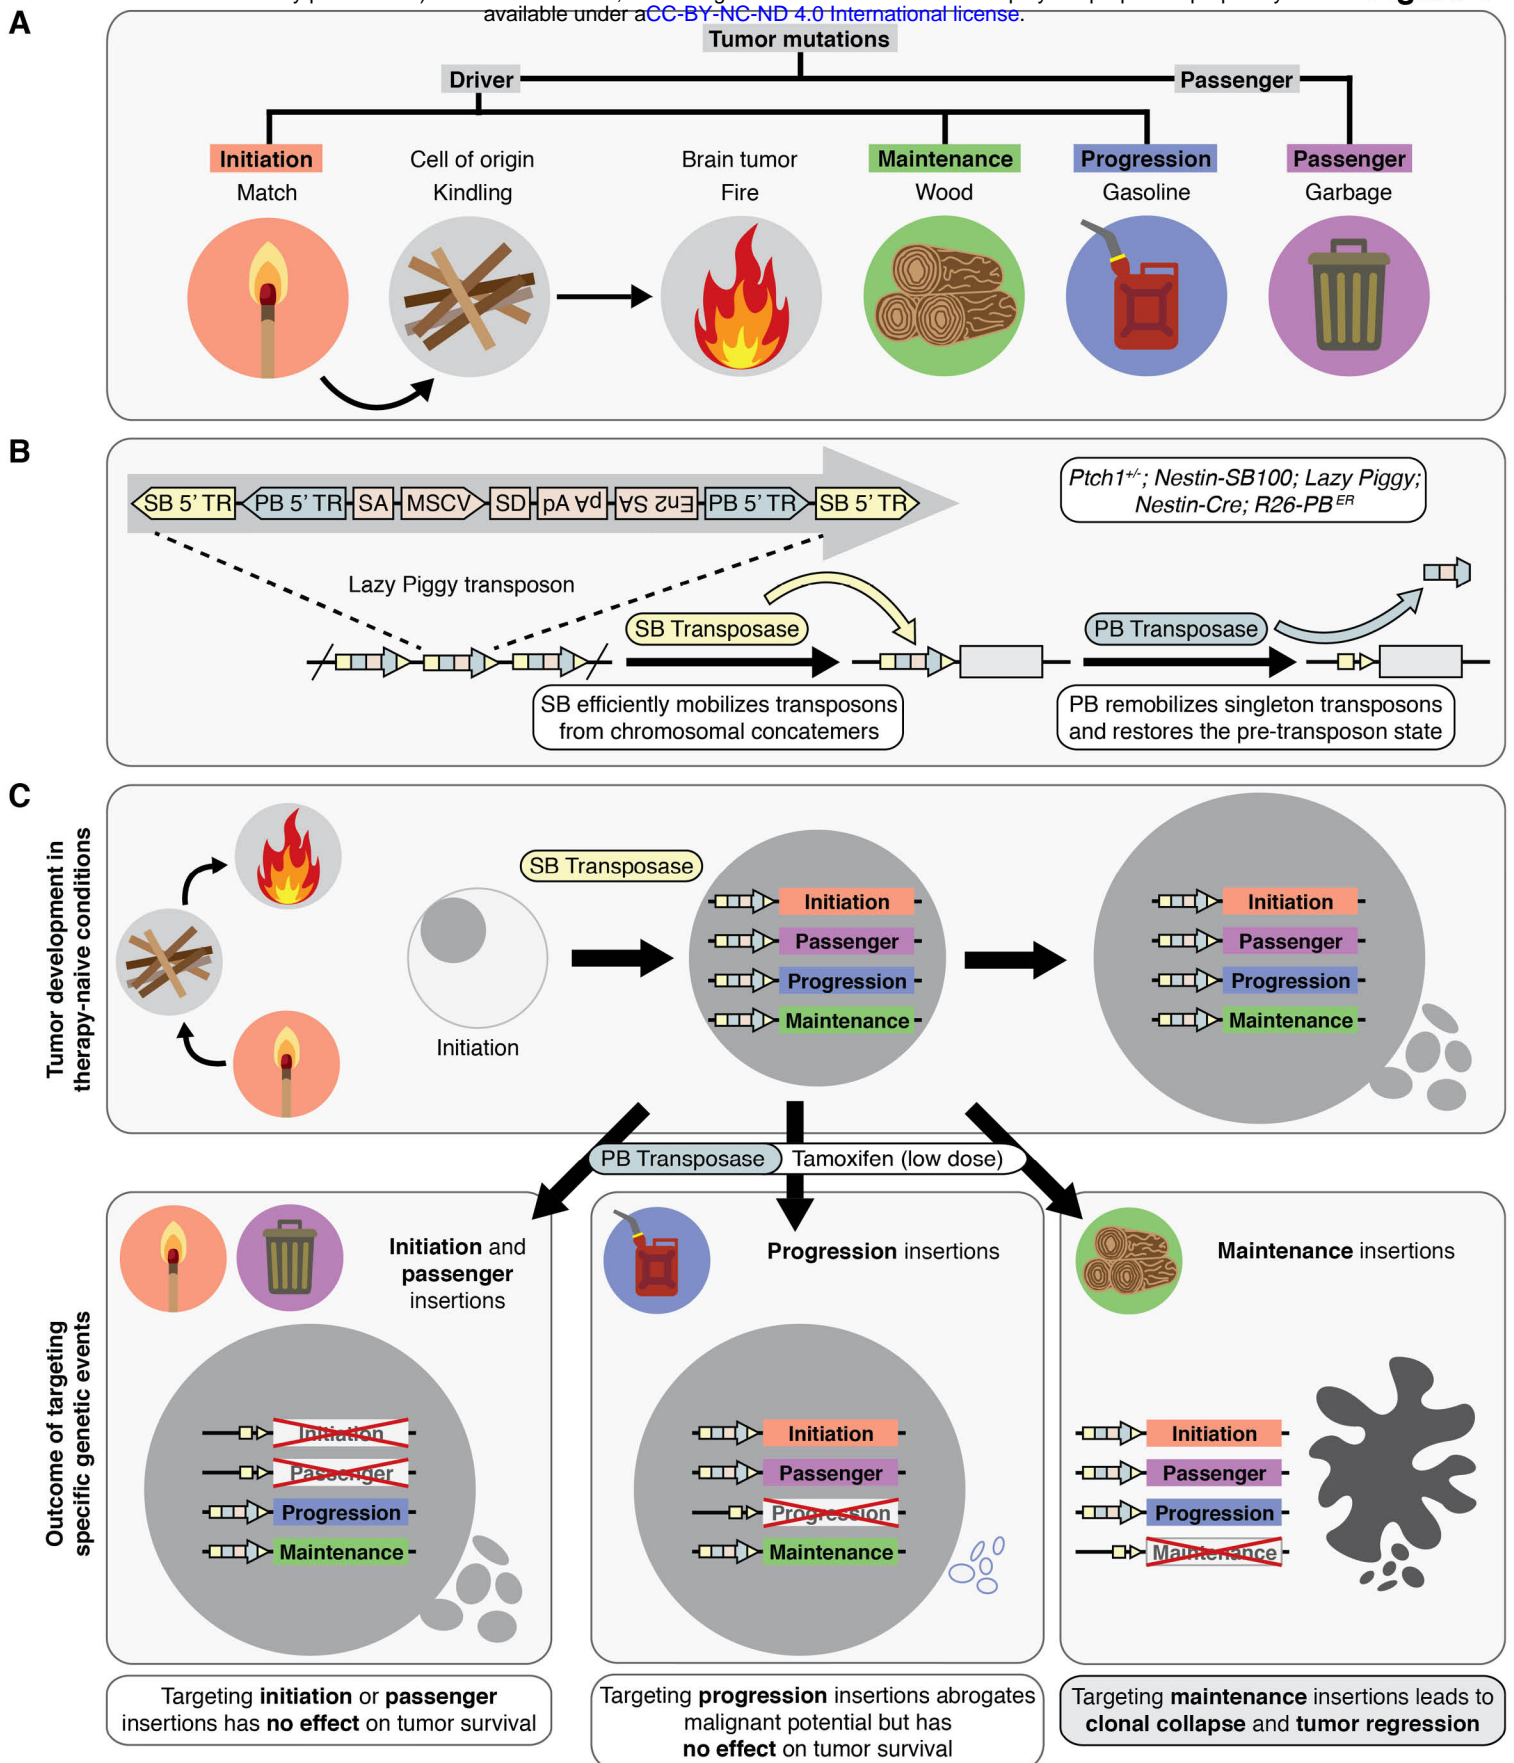 available under aCC-BY-NC-ND 4.0 International license.
A
Tumor mutations
Driver
Passenger
Initiation
Match
Cell of origin
Kindling
Brain tumor
Fire
Maintenance
Wood
Progression
Gasoline
Passenger
Garbage
B
SB 5’ TR
PB 5’ TR
SA
MSCV
SD
pA pA
En2 SA
PB 5’ TR
SB 5’ TR
Ptch1+/-; Nestin-SB100; Lazy Piggy;
Nestin-Cre; R26-PB ER
Lazy Piggy transposon
SB Transposase
PB Transposase
SB efficiently mobilizes transposons
from chromosomal concatemers
PB remobilizes singleton transposons
and restores the pre-transposon state
C
Tumor development in
therapy-naive conditions
Initiation
SB Transposase
Initiation
Passenger
Progression
Maintenance
Initiation
Passenger
Progression
Maintenance
PB Transposase
Tamoxifen (low dose)
Outcome of targeting
specific genetic events
Initiation and
passenger
insertions
Initiation
Passenger
Progression
Maintenance
Progression insertions
Initiation
Passenger
Progression
Maintenance
Maintenance insertions
Initiation
Passenger
Progression
Maintenance
Targeting initiation or passenger
insertions has no effect on tumor survival
Targeting progression insertions abrogates
malignant potential but has
no effect on tumor survival
Targeting maintenance insertions leads to
clonal collapse and tumor regression